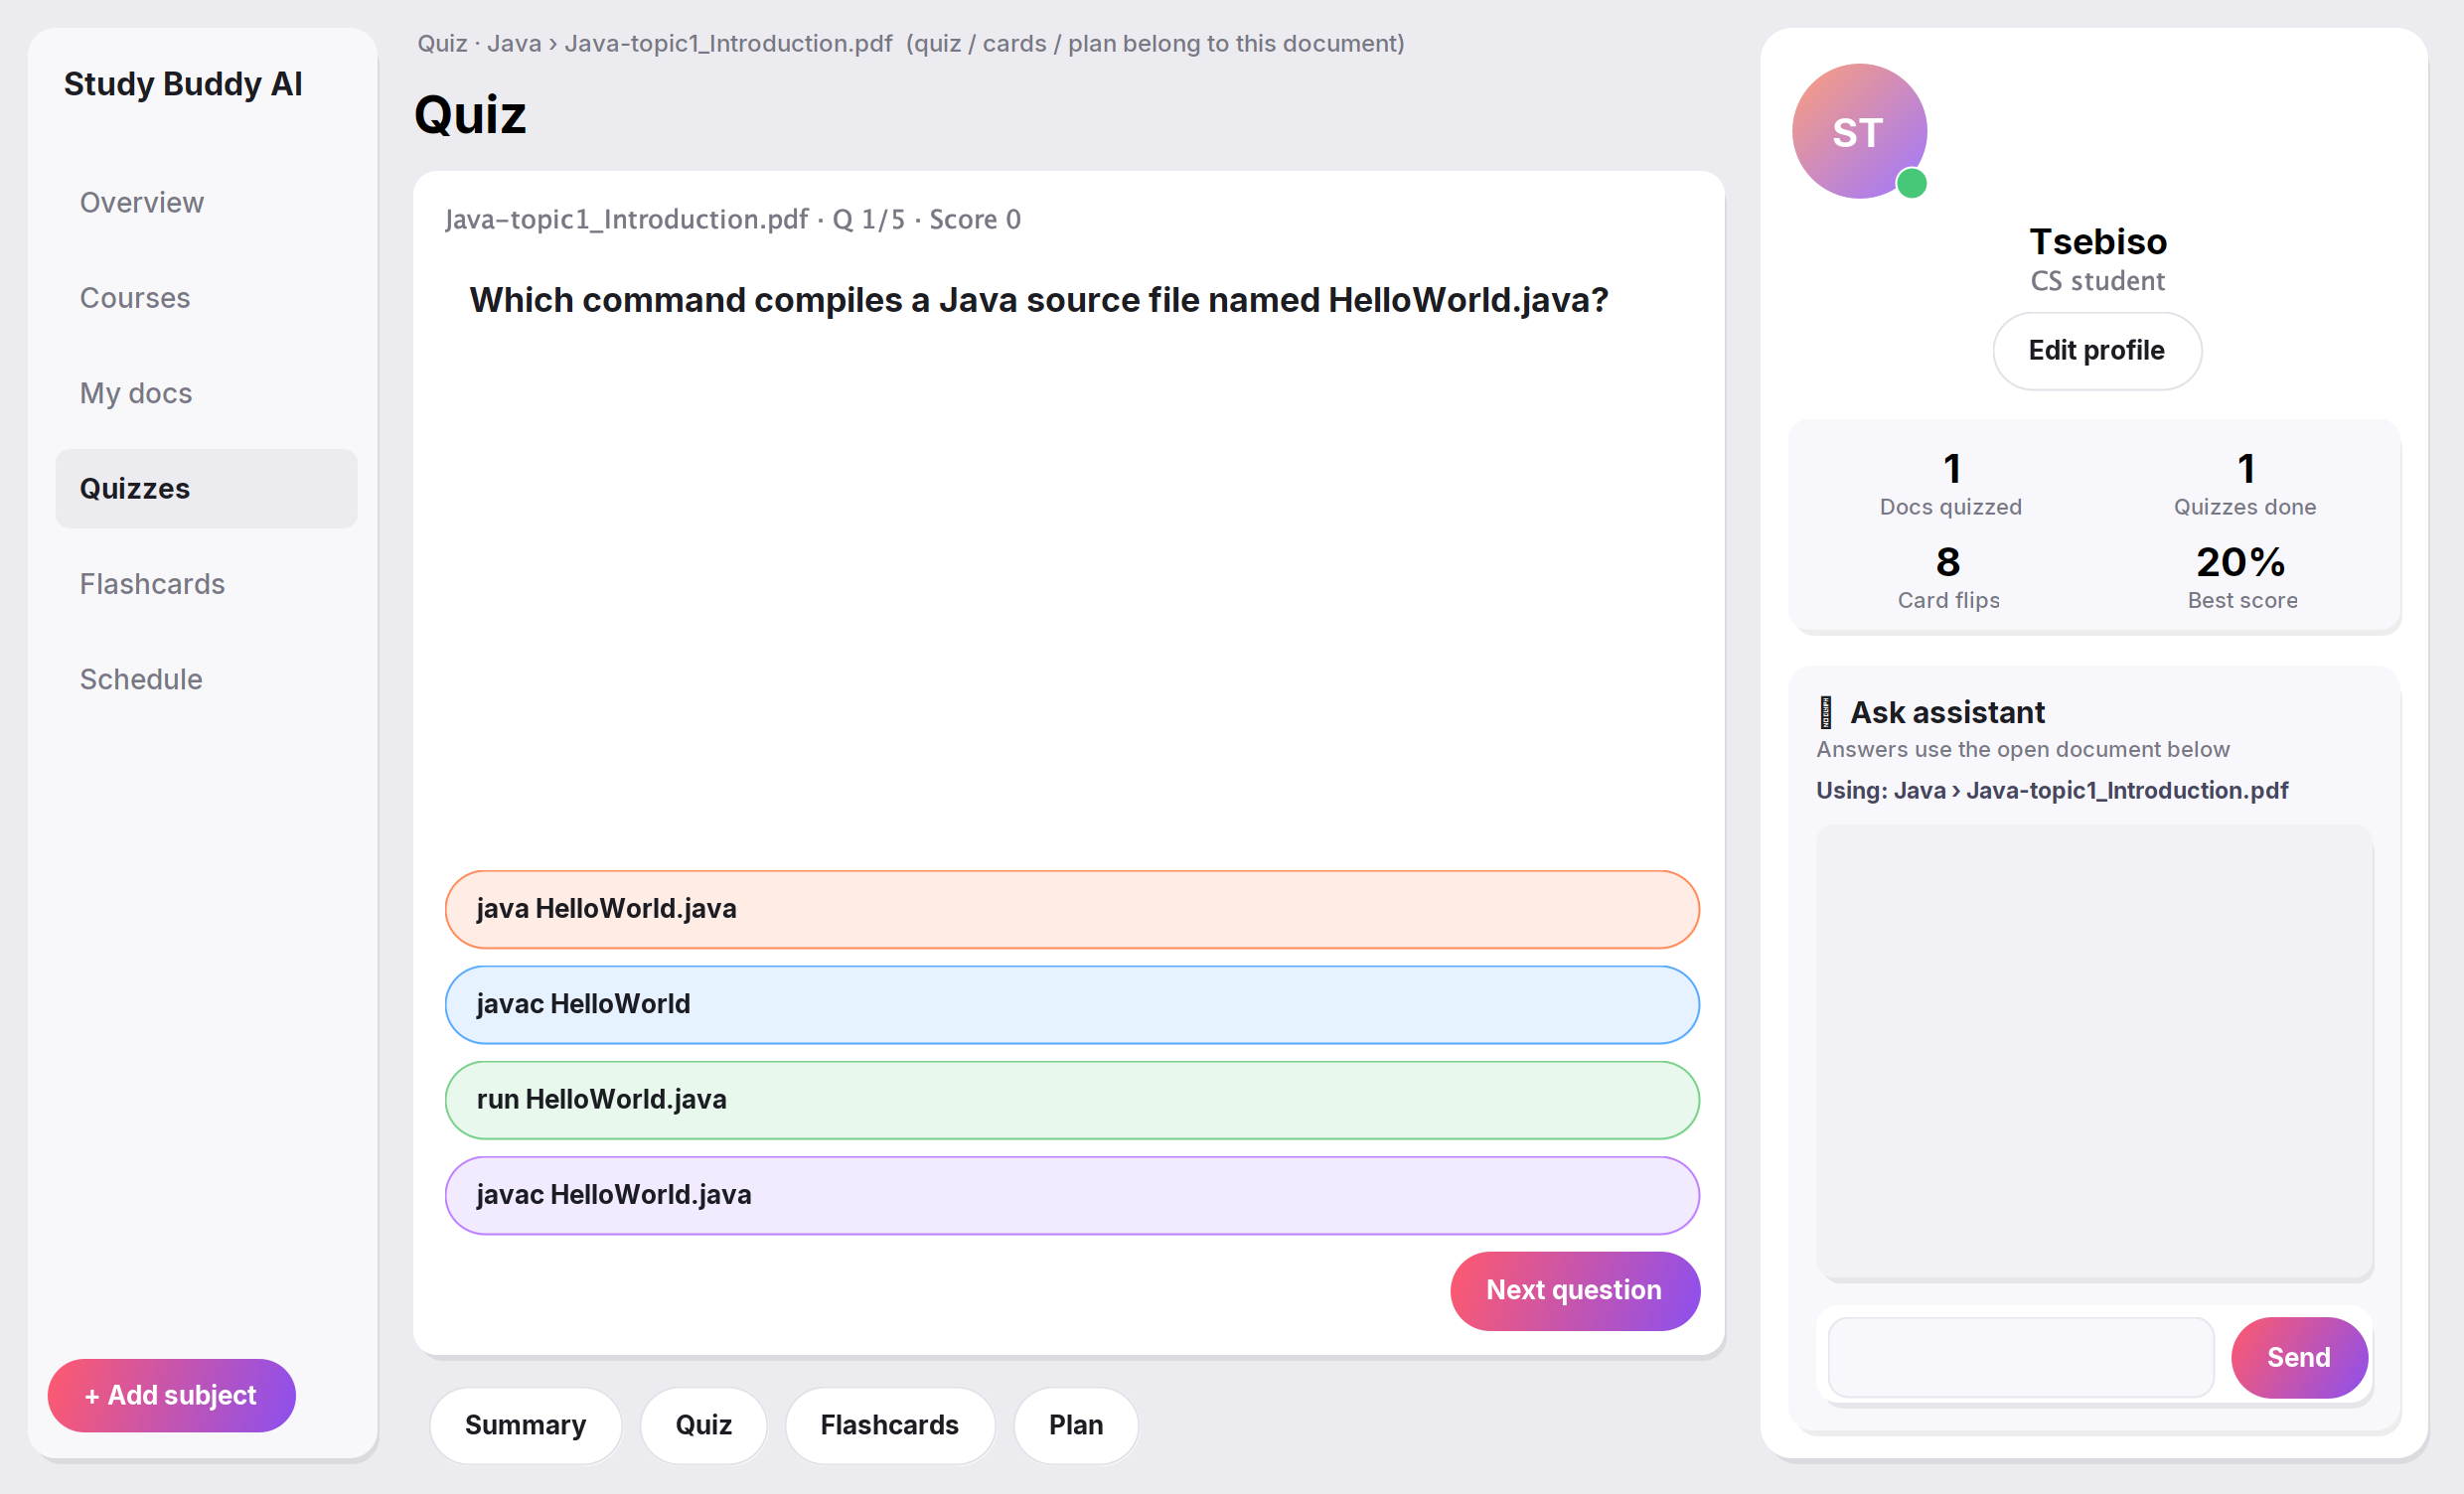 Study Buddy AI
Overview
Courses
My docs
Quizzes
Flashcards
Schedule
+ Add subject
Quiz · Java › Java-topic1_Introduction.pdf (quiz / cards / plan belong to this document)
Quiz
Java-topic1_Introduction.pdf · Q 1/5 · Score 0
Which command compiles a Java source file named HelloWorld.java?
java HelloWorld.java
javac HelloWorld
run HelloWorld.java
javac HelloWorld.java
Next question
Summary
Quiz
Flashcards
Plan
ST
Tsebiso
CS student
Edit profile
1
Docs quizzed
1
Quizzes done
8
Card flips
20%
Best score
Ask assistant
Answers use the open document below
Using: Java › Java-topic1_Introduction.pdf
Send